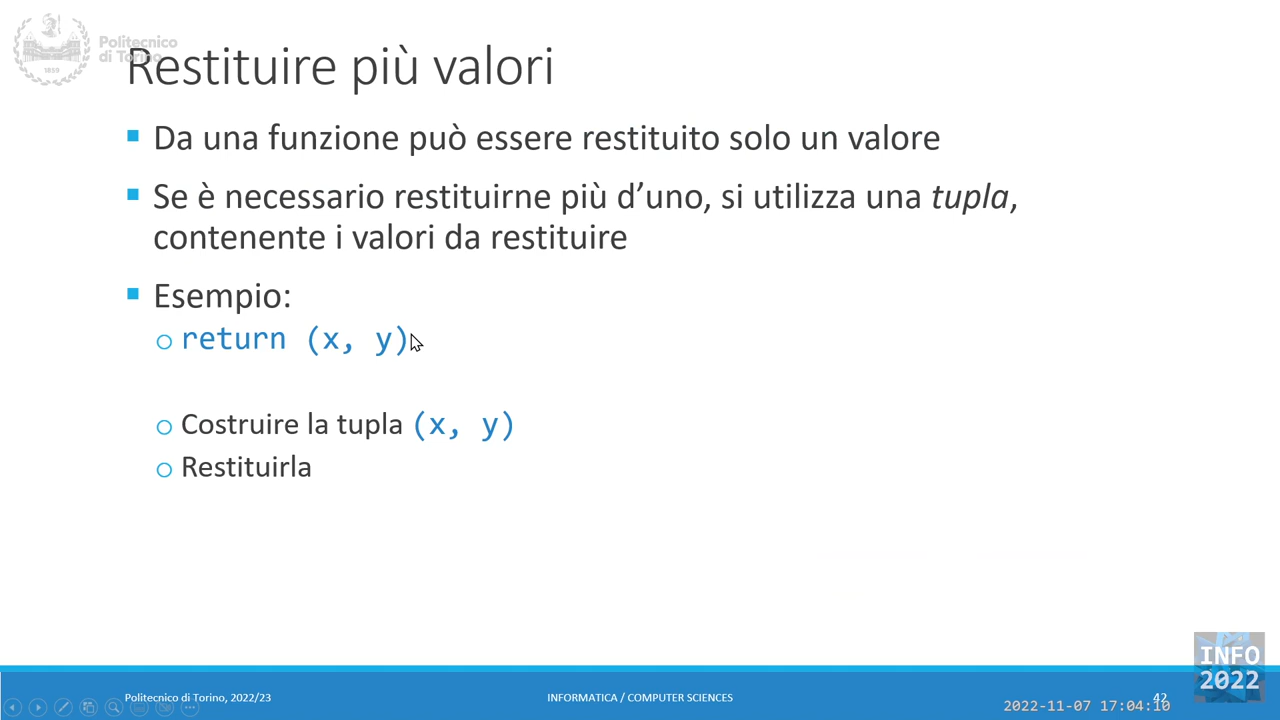 Politecnico
di Torino
1859
Restituire più valori
Da una funzione può essere restituito solo un valore
Se è necessario restituirne più d’uno, si utilizza una tupla,
contenente i valori da restituire
Esempio:
return (x, y)
Costruire la tupla (x, y)
Restituirla
INFO
2022
Politecnico di Torino, 2022/23
INFORMATICA / COMPUTER SCIENCES
42
2022-11-07 17:04:10